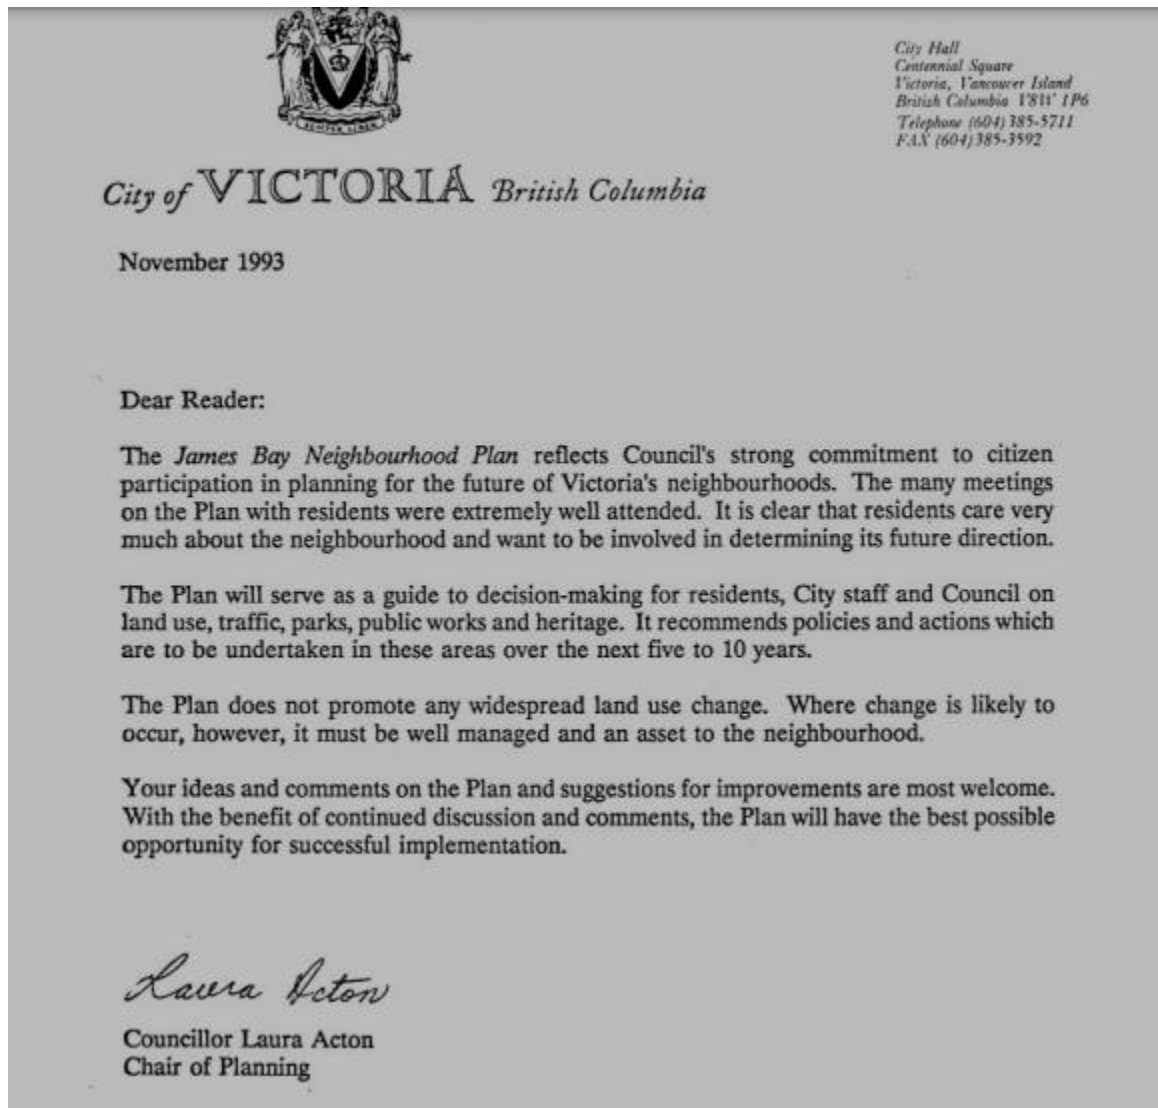 SEMPER LIBER
City Hall
Centennial Square
Victoria, Vancouver Island
British Columbia V8W 1P6
Telephone (604) 385-5711
FAX (604) 385-3592
City of VICTORIA British Columbia
November 1993
Dear Reader:
The James Bay Neighbourhood Plan reflects Council's strong commitment to citizen
participation in planning for the future of Victoria's neighbourhoods. The many meetings
on the Plan with residents were extremely well attended. It is clear that residents care very
much about the neighbourhood and want to be involved in determining its future direction.
The Plan will serve as a guide to decision-making for residents, City staff and Council on
land use, traffic, parks, public works and heritage. It recommends policies and actions which
are to be undertaken in these areas over the next five to 10 years.
The Plan does not promote any widespread land use change. Where change is likely to
occur, however, it must be well managed and an asset to the neighbourhood.
Your ideas and comments on the Plan and suggestions for improvements are most welcome.
With the benefit of continued discussion and comments, the Plan will have the best possible
opportunity for successful implementation.
Laura Acton
Councillor Laura Acton
Chair of Planning